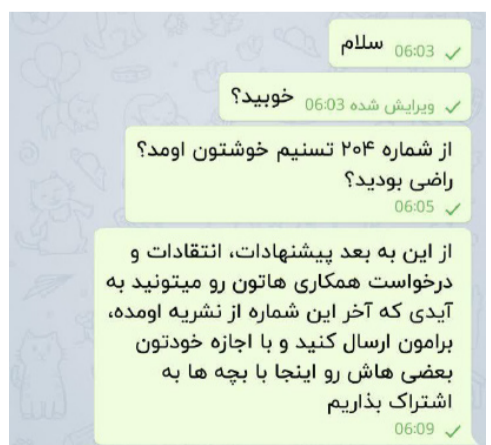 سلام
06:03
خوبید؟
ویرایش شده 06:03
از شماره ۲۰۴ تسنیم خوشتون اومد؟
راضی بودید؟
06:05
از این به بعد پیشنهادات، انتقادات و
درخواست همکاری هاتون رو میتونید به
آیدی که آخر این شماره از نشریه اومده،
برامون ارسال کنید و با اجازه خودتون
بعضی هاش رو اینجا با بچه ها به
اشتراک بذاریم
06:09